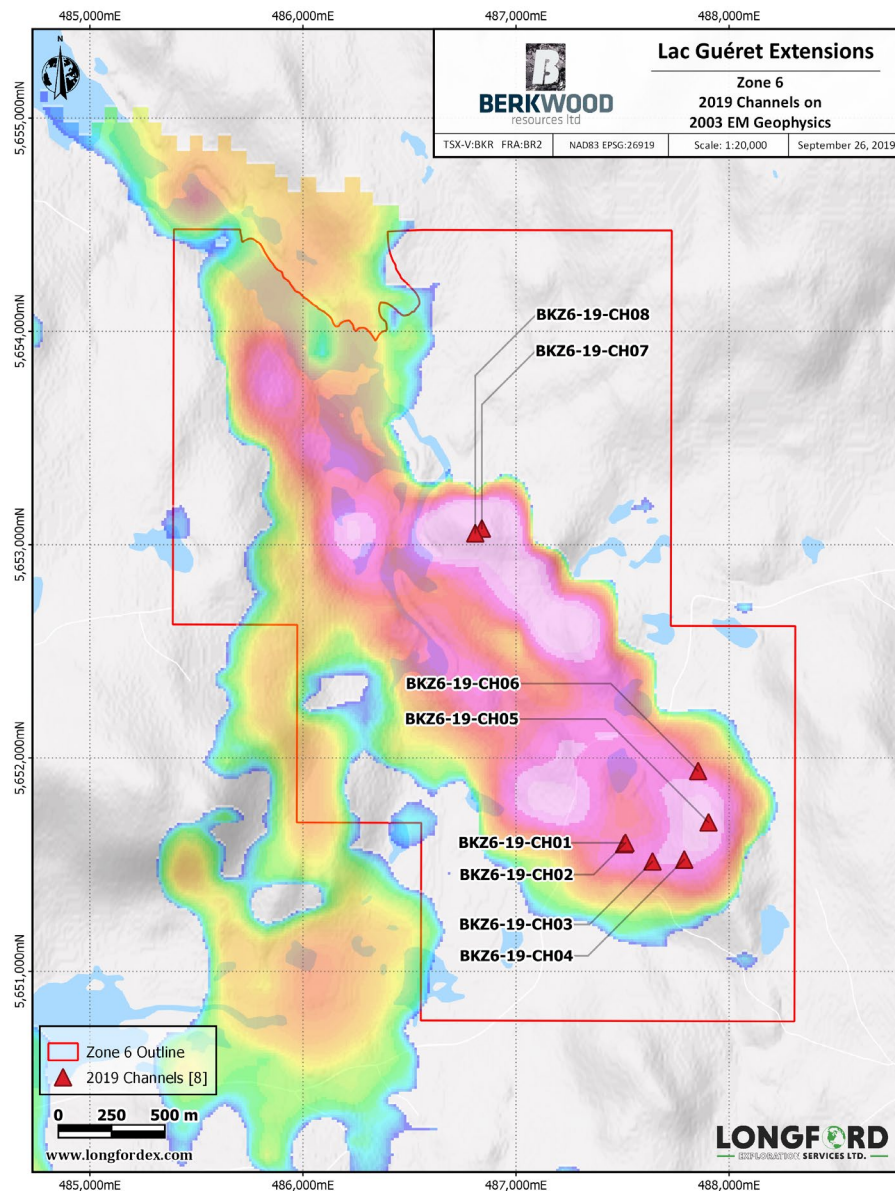 485,000mE
486,000mE
487,000mE
488,000mE
Lac Guéret Extensions
Zone 6
2019 Channels on
2003 EM Geophysics
B
BERKWOOD
resources ltd
TSX-V:BKR FRA:BR2
NAD83 EPSG:26919
Scale: 1:20,000
September 26, 2019
N
5,655,000mN
5,654,000mN
5,653,000mN
5,652,000mN
5,651,000mN
BKZ6-19-CH08
BKZ6-19-CH07
BKZ6-19-CH06
BKZ6-19-CH05
BKZ6-19-CH01
BKZ6-19-CH02
BKZ6-19-CH03
BKZ6-19-CH04
Zone 6 Outline
2019 Channels [8]
0 250 500 m
www.longfordex.com
LONGFORD
EXPLORATION SERVICES LTD.
485,000mE
486,000mE
487,000mE
488,000mE